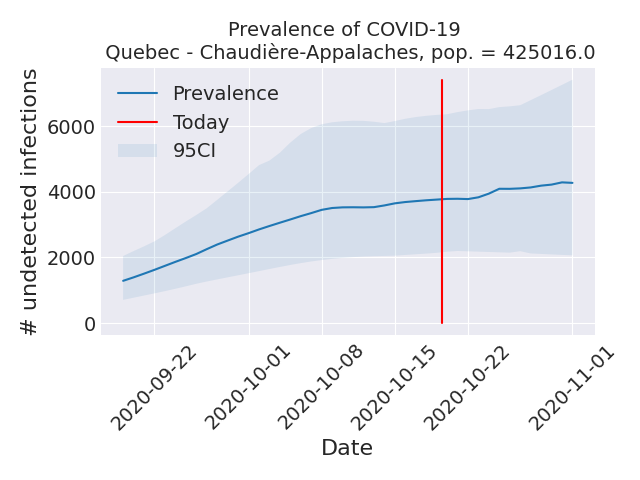 Prevalence of COVID-19
Quebec - Chaudière-Appalaches, pop. = 425016.0
# undetected infections
6000
4000
2000
0
Prevalence
Today
95CI
2020-09-22
2020-10-01
2020-10-08
2020-10-15
2020-10-22
2020-11-01
Date